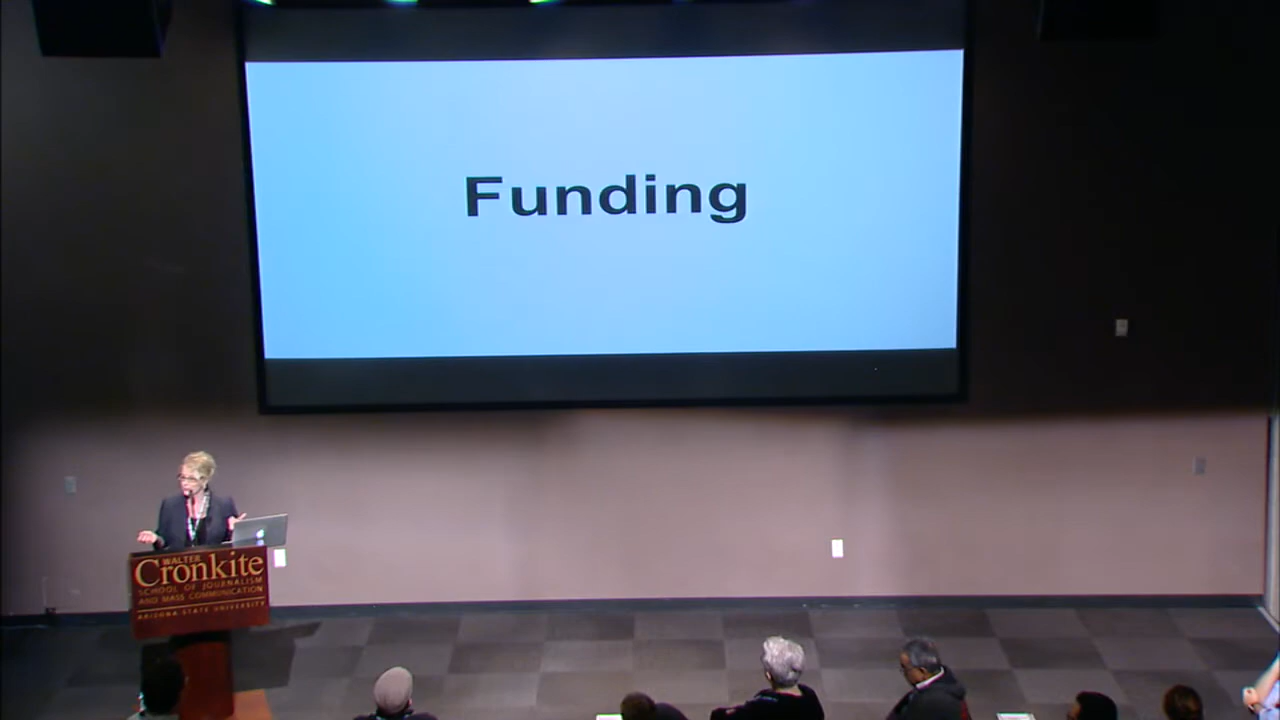 Funding
WALTER
Cronkite
SCHOOL OF JOURNALISM
AND MASS COMMUNICATION
ARIZONA STATE UNIVERSITY